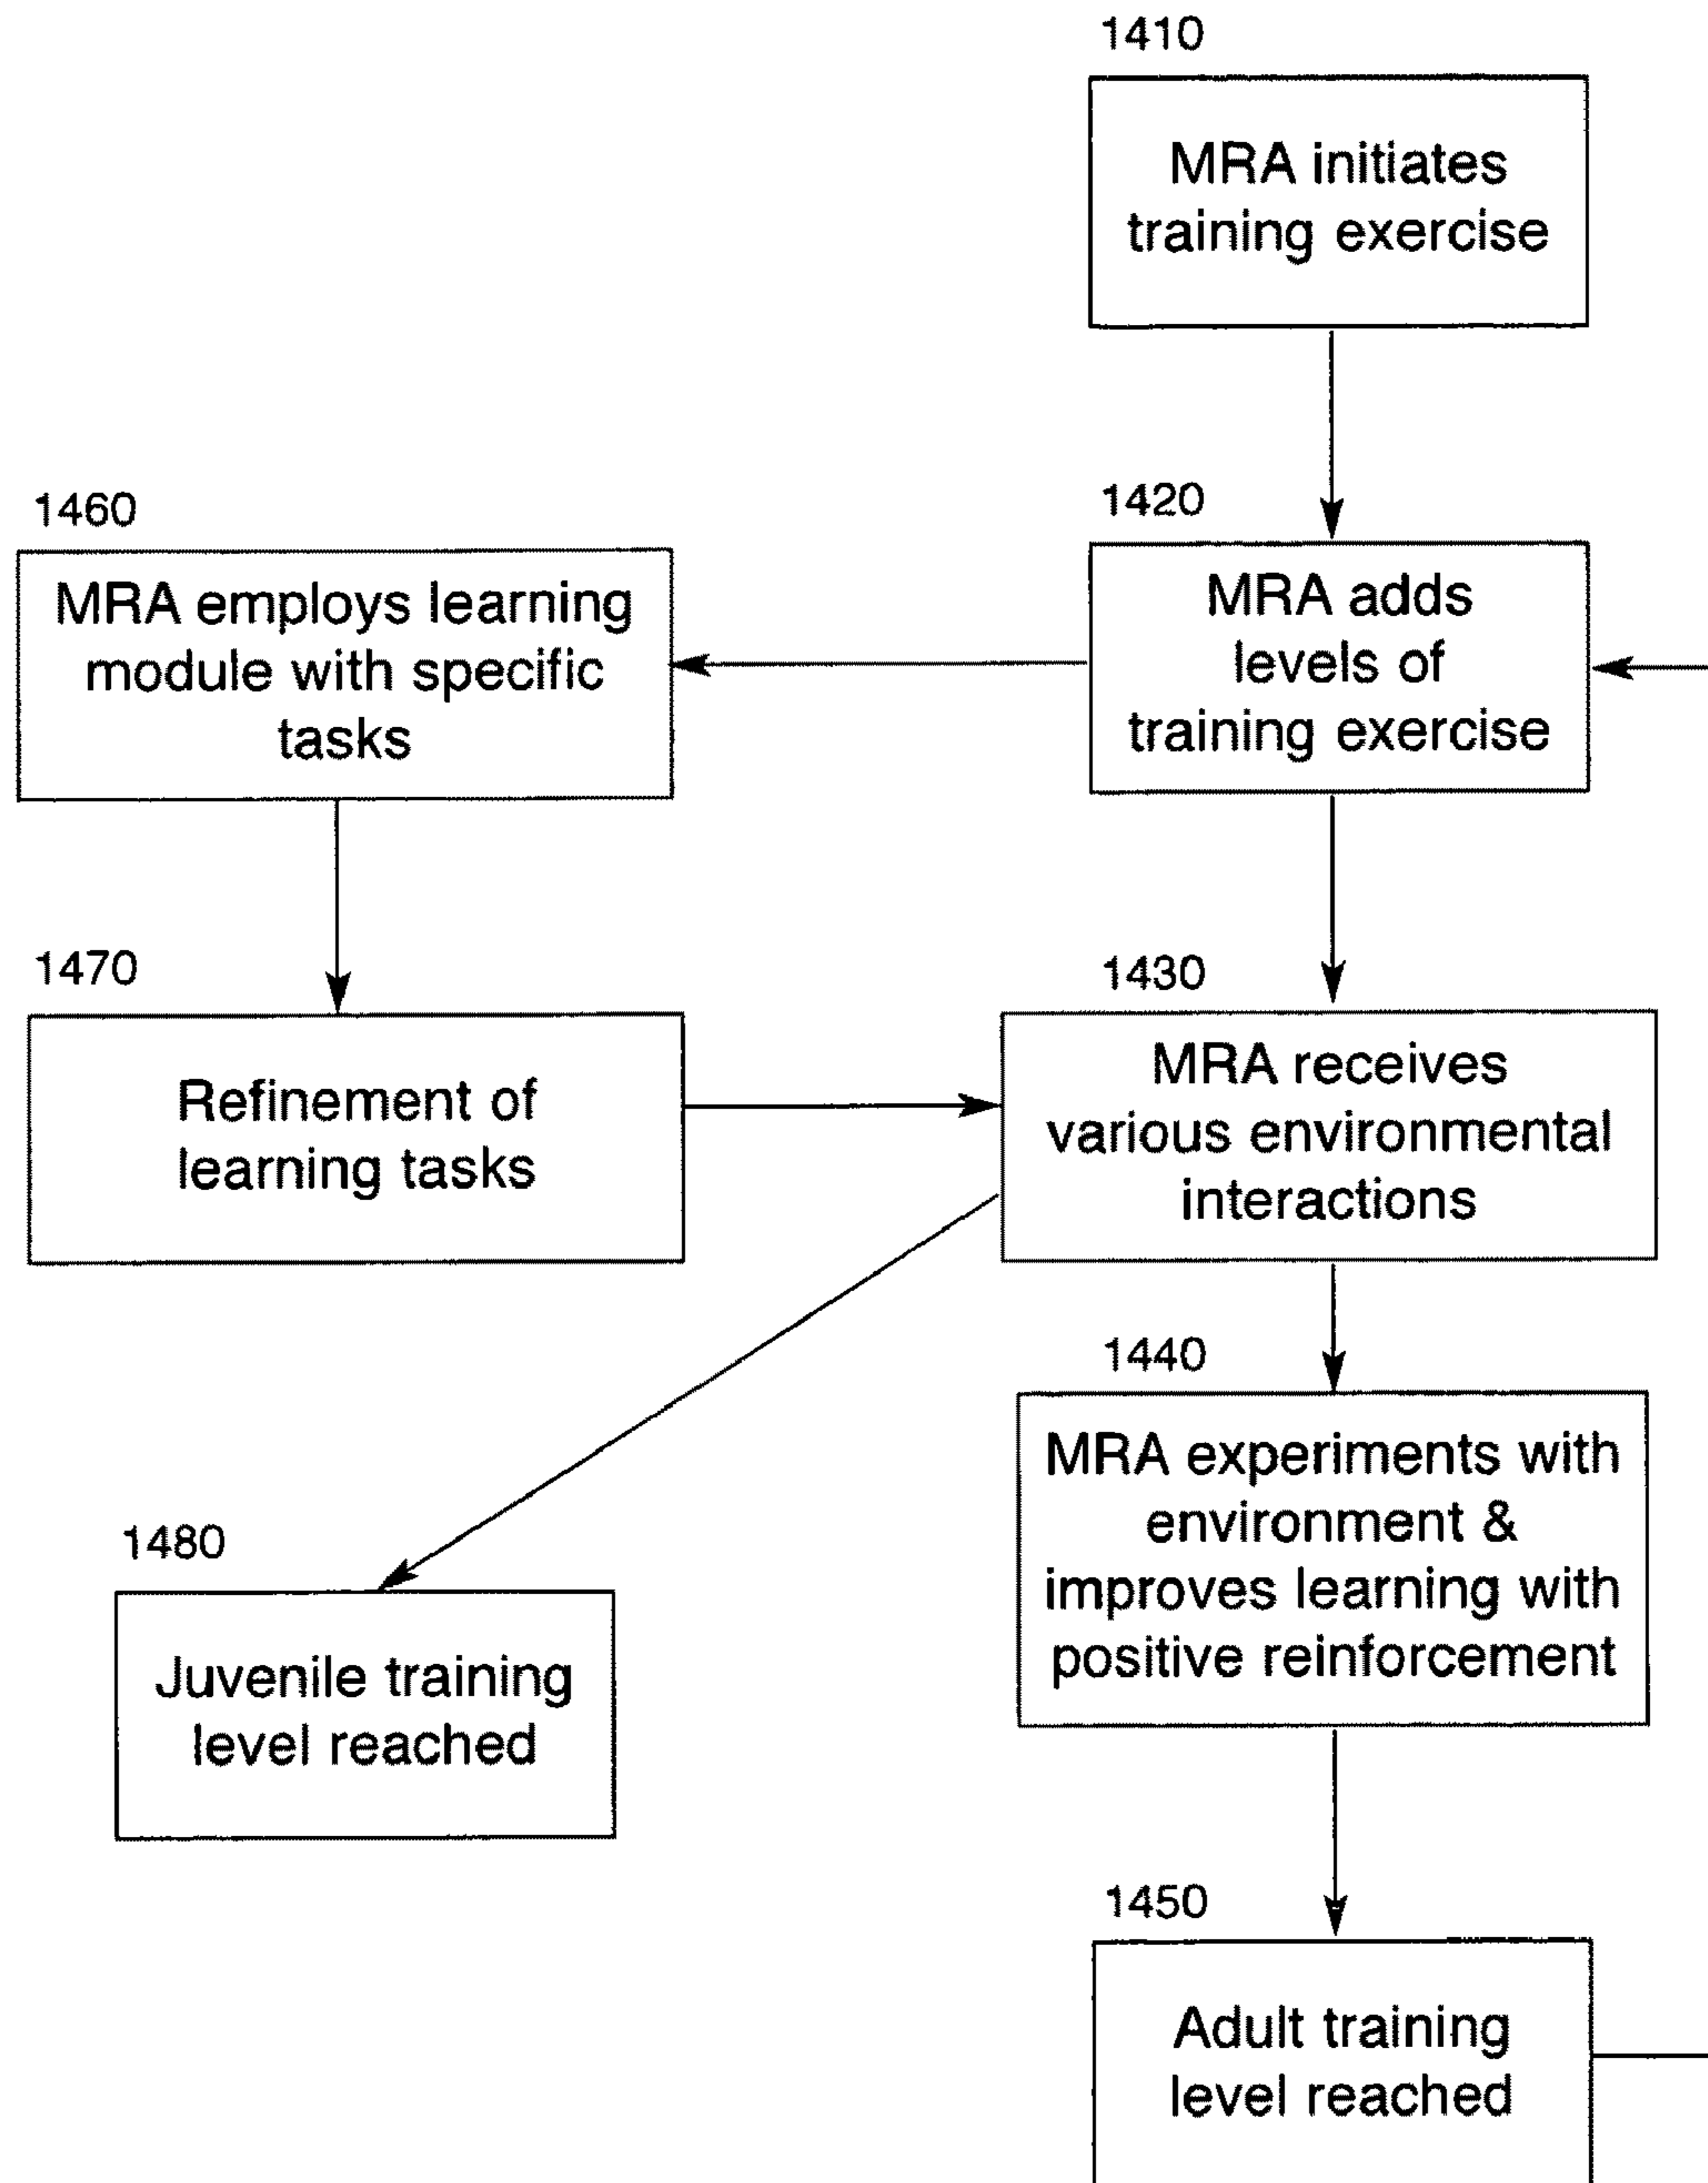 1410
MRA initiates
training exercise
1420
MRA adds
levels of
training exercise
1460
MRA employs learning
module with specific
tasks
1470
Refinement of
learning tasks
1430
MRA receives
various environmental
interactions
1440
MRA experiments with
environment &
improves learning with
positive reinforcement
1480
Juvenile training
level reached
1450
Adult training
level reached